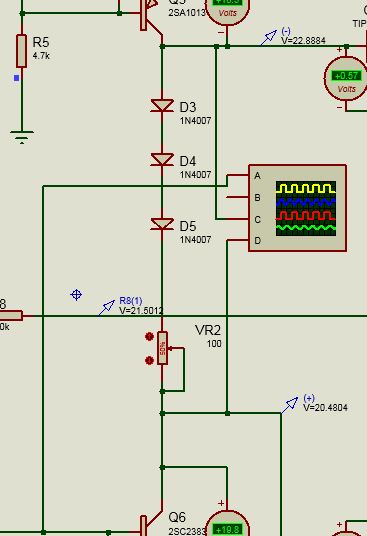 2SA1013
Volts
(-)
V=22.8884
TIP
R5
4.7k
+0.57
Volts
D3
1N4007
D4
1N4007
A
B
C
D
D5
1N4007
8
0k
R8(1)
V=21.5012
VR2
100
50%
(+)
V=20.4804
Q6
2SC2383
+19.8